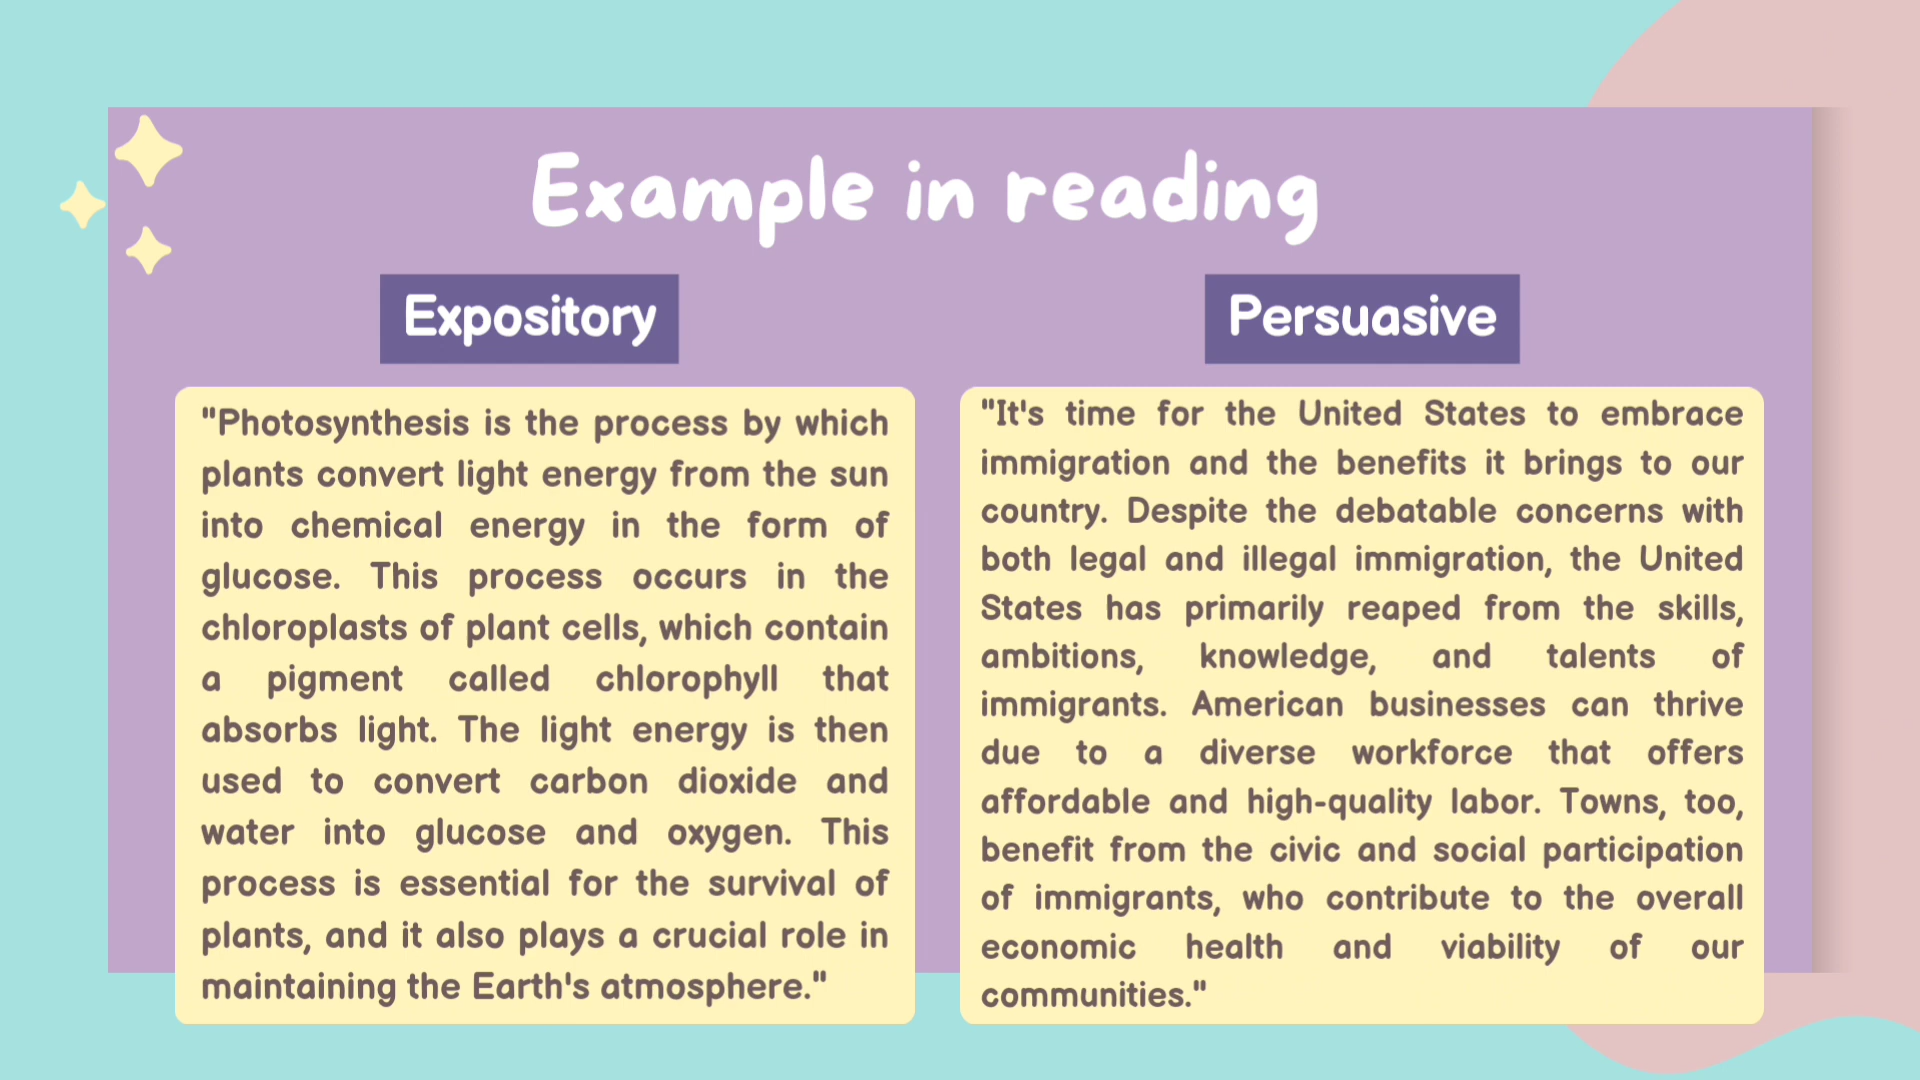 Example in reading
Expository
"Photosynthesis is the process by which
plants convert light energy from the sun
into chemical energy in the form of
glucose. This process occurs in the
chloroplasts of plant cells, which contain
a pigment called chlorophyll that
absorbs light. The light energy is then
used to convert carbon dioxide and
water into glucose and oxygen. This
process is essential for the survival of
plants, and it also plays a crucial role in
maintaining the Earth's atmosphere."
Persuasive
"It's time for the United States to embrace
immigration and the benefits it brings to our
country. Despite the debatable concerns with
both legal and illegal immigration, the United
States has primarily reaped from the skills,
ambitions, knowledge, and talents of
immigrants. American businesses can thrive
due to a diverse workforce that offers
affordable and high-quality labor. Towns, too,
benefit from the civic and social participation
of immigrants, who contribute to the overall
economic health and viability of our
communities."